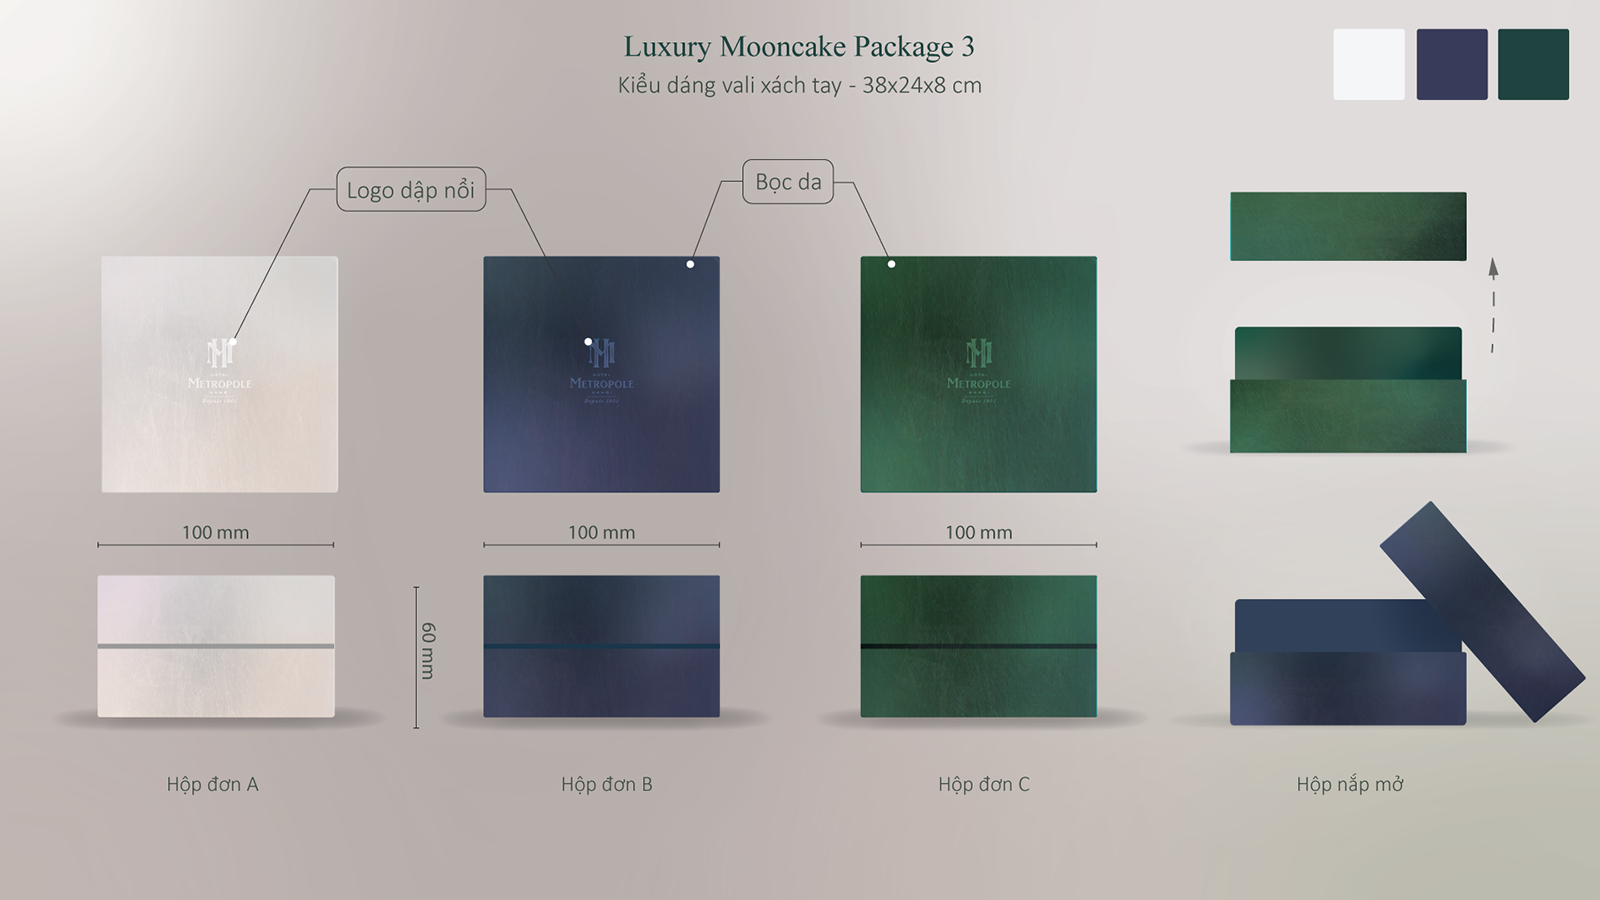 Luxury Mooncake Package 3
Kiểu dáng vali xách tay - 38x24x8 cm
Logo dập nổi
Bọc da
METROPOLE
METROPOLE
METROPOLE
100 mm
100 mm
100 mm
60 mm
Hộp đơn A
Hộp đơn B
Hộp đơn C
Hộp nắp mở